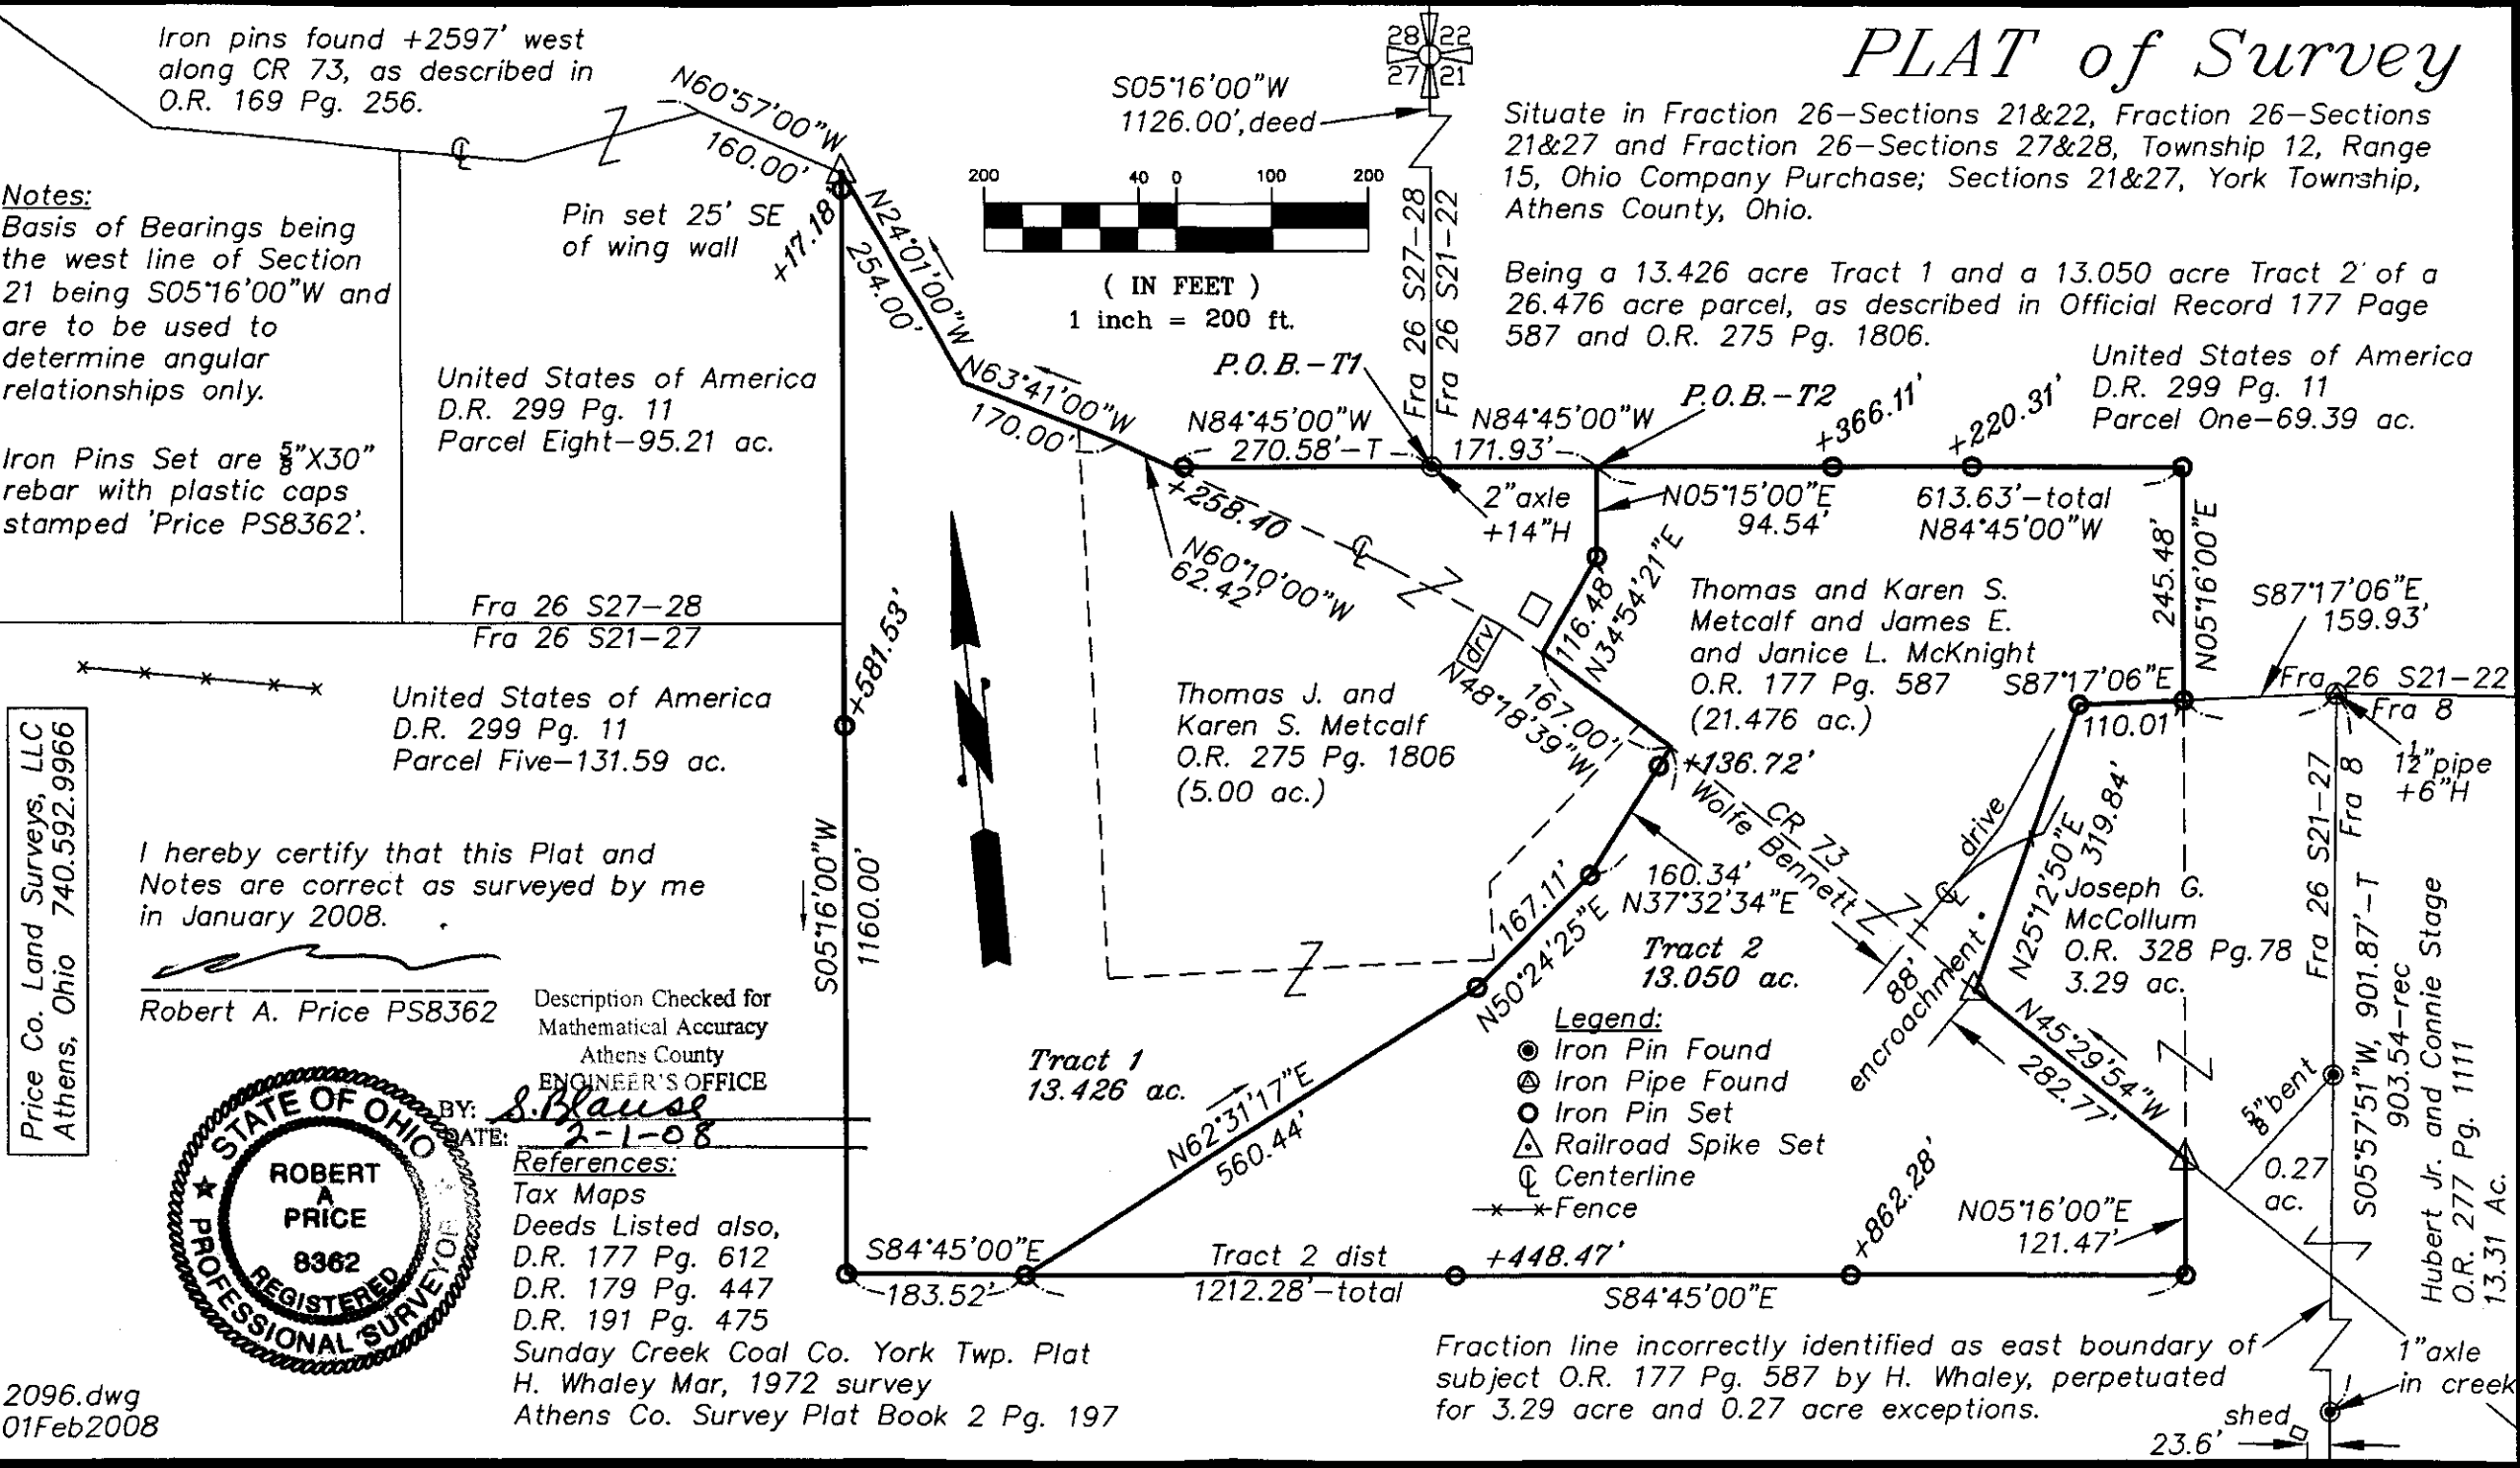 PLAT of Survey
Situate in Fraction 26-Sections 21&22, Fraction 26-Sections
21&27 and Fraction 26-Sections 27&28, Township 12, Range
15, Ohio Company Purchase; Sections 21&27, York Township,
Athens County, Ohio.
Being a 13.426 acre Tract 1 and a 13.050 acre Tract 2 of a
26.476 acre parcel, as described in Official Record 177 Page
587 and O.R. 275 Pg. 1806.
Iron pins found +2597' west
along CR 73, as described in
O.R. 169 Pg. 256.
N60°57'00"W
160.00'
28 22
27 21
S05°16'00"W
1126.00',deed
200 40 0 100 200
( IN FEET )
1 inch = 200 ft.
Fra 26 S27-28
Fra 26 S21-22
Notes:
Basis of Bearings being
the west line of Section
21 being S05°16'00"W and
are to be used to
determine angular
relationships only.
Iron Pins Set are 5/8"X30"
rebar with plastic caps
stamped 'Price PS8362'.
Pin set 25' SE
of wing wall
+17.18'
N24°01'00"W
254.00'
N63°41'00"W
170.00'
United States of America
D.R. 299 Pg. 11
Parcel Eight-95.21 ac.
P.O.B.-T1
N84°45'00"W
270.58'-T
N84°45'00"W
171.93'
P.O.B.-T2
+366.11'
+220.31'
United States of America
D.R. 299 Pg. 11
Parcel One-69.39 ac.
+258.40
N60°10'00"W
62.42'
2"axle
+14"H
N05°15'00"E
94.54'
613.63'-total
N84°45'00"W
245.48'
N05°16'00"E
Fra 26 S27-28
Fra 26 S21-27
+581.53'
United States of America
D.R. 299 Pg. 11
Parcel Five-131.59 ac.
Thomas J. and
Karen S. Metcalf
O.R. 275 Pg. 1806
(5.00 ac.)
drv
116.48'
N34°54'21"E
N48°18'39"W
167.00'
Thomas and Karen S.
Metcalf and James E.
and Janice L. McKnight
O.R. 177 Pg. 587
(21.476 ac.)
S87°17'06"E
110.01'
S87°17'06"E
159.93'
Fra 26 S21-22
Fra 8
1/2"pipe
+6"H
Fra 26 S21-27
Fra 8
+136.72'
CR 73
Wolfe Bennett
160.34'
N37°32'34"E
167.11'
N50°24'25"E
drive
N25°12'50"E
319.84'
Joseph G.
McCollum
O.R. 328 Pg.78
3.29 ac.
88'
encroachment
N45°29'54"W
282.77'
S05°57'51"W, 901.87'-T
903.54-rec
Hubert Jr. and Connie Stage
O.R. 277 Pg. 1111
13.31 Ac.
5/8"bent
0.27
ac.
Price Co. Land Surveys, LLC
Athens, Ohio 740.592.9966
I hereby certify that this Plat and
Notes are correct as surveyed by me
in January 2008.
Robert A. Price PS8362
S05°16'00"W
1160.00'
Tract 1
13.426 ac.
Tract 2
13.050 ac.
Description Checked for
Mathematical Accuracy
Athens County
ENGINEER'S OFFICE
BY: S.Blause
DATE: 2-1-08
STATE OF OHIO
ROBERT
A
PRICE
8362
REGISTERED
PROFESSIONAL SURVEYOR
References:
Tax Maps
Deeds Listed also,
D.R. 177 Pg. 612
D.R. 179 Pg. 447
D.R. 191 Pg. 475
Sunday Creek Coal Co. York Twp. Plat
H. Whaley Mar, 1972 survey
Athens Co. Survey Plat Book 2 Pg. 197
N62°31'17"E
560.44'
Legend:
Iron Pin Found
Iron Pipe Found
Iron Pin Set
Railroad Spike Set
Centerline
Fence
S84°45'00"E
183.52'
Tract 2 dist
1212.28'-total
+448.47'
S84°45'00"E
+862.28'
N05°16'00"E
121.47'
Fraction line incorrectly identified as east boundary of
subject O.R. 177 Pg. 587 by H. Whaley, perpetuated
for 3.29 acre and 0.27 acre exceptions.
1"axle
in creek
shed
23.6'
2096.dwg
01Feb2008